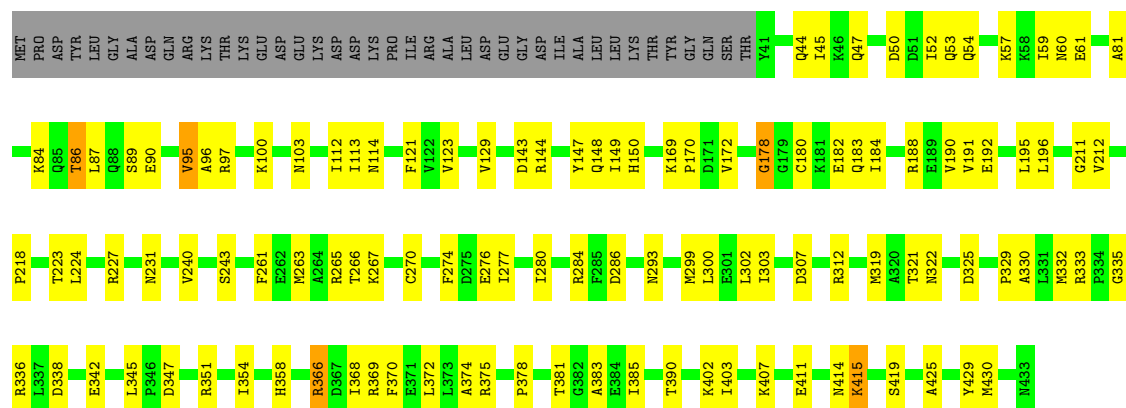 MET PRO ASP TYR LEU GLY ALA ASP GLN ARG LYS THR LYS GLU ASP GLU LYS ASP ASP LYS PRO ILE ARG ALA LEU ASP GLU GLY ASP ILE ALA LEU LEU LYS THR TYR GLY GLN SER THR Y41 Q44 I45 K46 Q47 D50 D51 I52 Q53 Q54 K57 K58 I59 N60 E61 A81
K84 Q85 T86 L87 Q88 S89 E90 V95 A96 R97 K100 N103 I112 I113 N114 F121 V122 V123 V129 D143 R144 Y147 Q148 I149 H150 K169 P170 D171 V172 G178 G179 C180 K181 E182 Q183 I184 R188 E189 V190 V191 E192 L195 L196 G211 V212
P218 T223 L224 R227 N231 V240 S243 F261 E262 M263 A264 R265 T266 K267 C270 F274 D275 E276 I277 I280 R284 F285 D286 N293 M299 L300 E301 L302 I303 D307 R312 M319 A320 T321 N322 D325 P329 A330 L331 M332 R333 P334 G335
R336 L337 D338 E342 L345 P346 D347 R351 I354 H358 R366 D367 I368 R369 F370 E371 L372 L373 A374 R375 P378 T381 G382 A383 E384 I385 T390 K402 I403 K407 E411 N414 K415 S419 A425 Y429 M430 N433